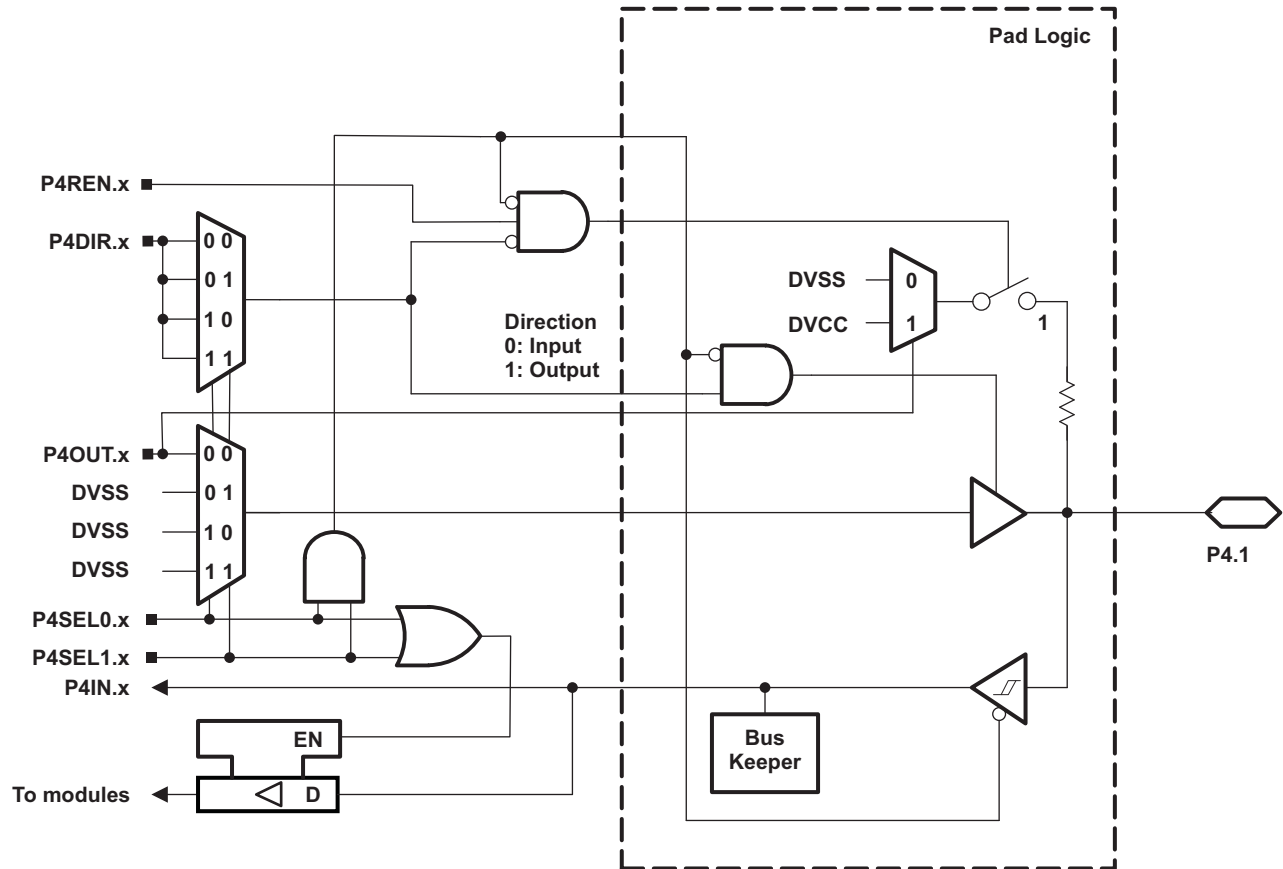 Pad Logic
P4REN.x
P4DIR.x
0 0
0 1
1 0
1 1
Direction
0: Input
1: Output
DVSS
0
DVCC
1
1
P4OUT.x
0 0
DVSS
0 1
DVSS
1 0
DVSS
1 1
P4.1
P4SEL0.x
P4SEL1.x
P4IN.x
EN
Bus
Keeper
To modules
D